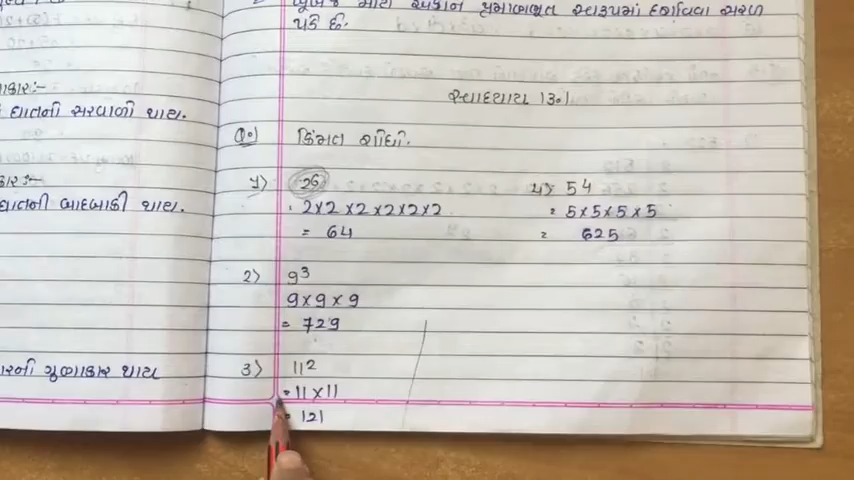 સ્વાધ્યાય 13.1
Q.1 કિંમત શોધો.
1) 26
2×2×2×2×2×2
= 64
2) 9³
9×9×9
= 729
3) 11²
= 11×11
= 121
4) 54
= 5×5×5×5
= 625
ઘાતની સરવાળો થાય.
ઘાતની બાદબાકી થાય.
ગુણાકાર થાય